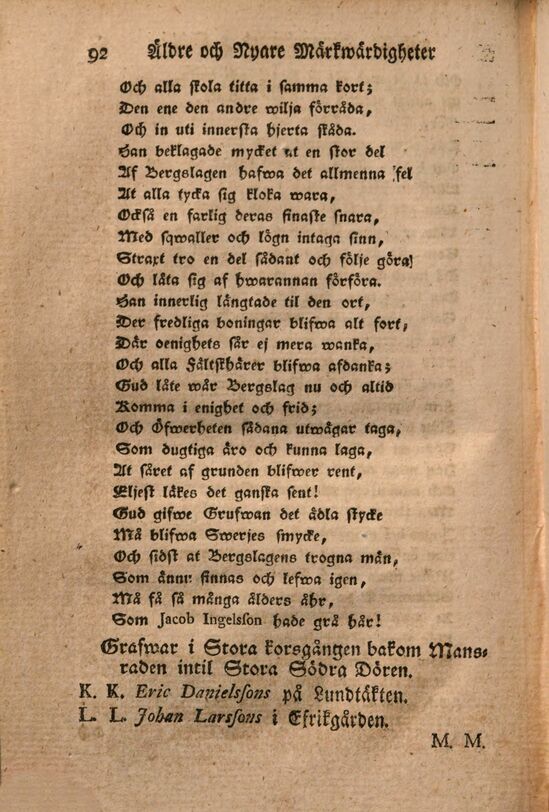 92 Äldre och Nyare Märkwärdigheter
Och alla skola titta i samma kort;
Den ene den andre wilja förråda,
Och in uti innersta hjerta skåda.
Han beklagade mycket at en stor del
Af Bergslagen hafwa det allmenna fel
At alla tycka sig kloka wara,
Också en farlig deras finaste snara,
Med sqwaller och lögn intaga sinn,
Straxt tro en del sådant och följe göra;
Och låta sig af hwarannan förföra.
Han innerlig längtade til den ort,
Der fredliga boningar blifwa alt fort,
Där oenighets sår ej mera wanka,
Och alla Fältskhärer blifwa afdanka;
Gud låte wår Bergslag nu och altid
Komma i enighet och frid;
Och Öfwerheten sådana utwägar taga,
Som dugtiga äro och kunna laga,
At såret af grunden blifwer rent,
Eljest läkes det ganska sent!
Gud gifwe Grufwan det ädla stycke
Må blifwa Swerjes smycke,
Och sidst at Bergslagens trogna män,
Som ännu finnas och lefwa igen,
Må få så många ålders åhr,
Som Jacob Ingelsson hade grå hår!
Grafwar i Stora korsgången bakom Mans-
raden intil Stora Södra Dören.
K. K. Eric Danielssons på Lundtäkten.
L. L. Johan Larssons i Efrikgården.
M. M.